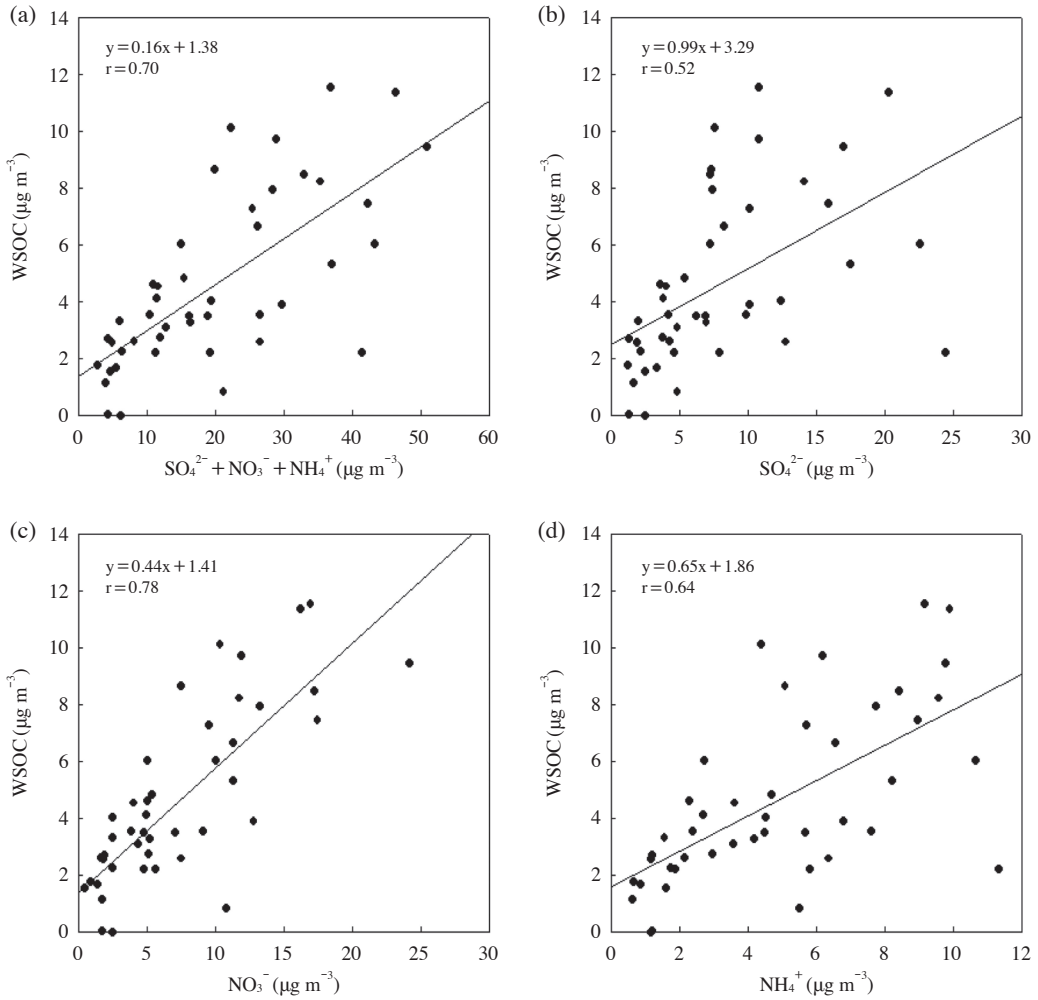 (a)
14
12
10
8
6
4
2
0
WSOC (μg m⁻³)
y=0.16x+1.38
r=0.70
0 10 20 30 40 50 60
SO₄²⁻+NO₃⁻+NH₄⁺ (μg m⁻³)
(b)
14
12
10
8
6
4
2
0
WSOC (μg m⁻³)
y=0.99x+3.29
r=0.52
0 5 10 15 20 25 30
SO₄²⁻ (μg m⁻³)
(c)
14
12
10
8
6
4
2
0
WSOC (μg m⁻³)
y=0.44x+1.41
r=0.78
0 5 10 15 20 25 30
NO₃⁻ (μg m⁻³)
(d)
14
12
10
8
6
4
2
0
WSOC (μg m⁻³)
y=0.65x+1.86
r=0.64
0 2 4 6 8 10 12
NH₄⁺ (μg m⁻³)